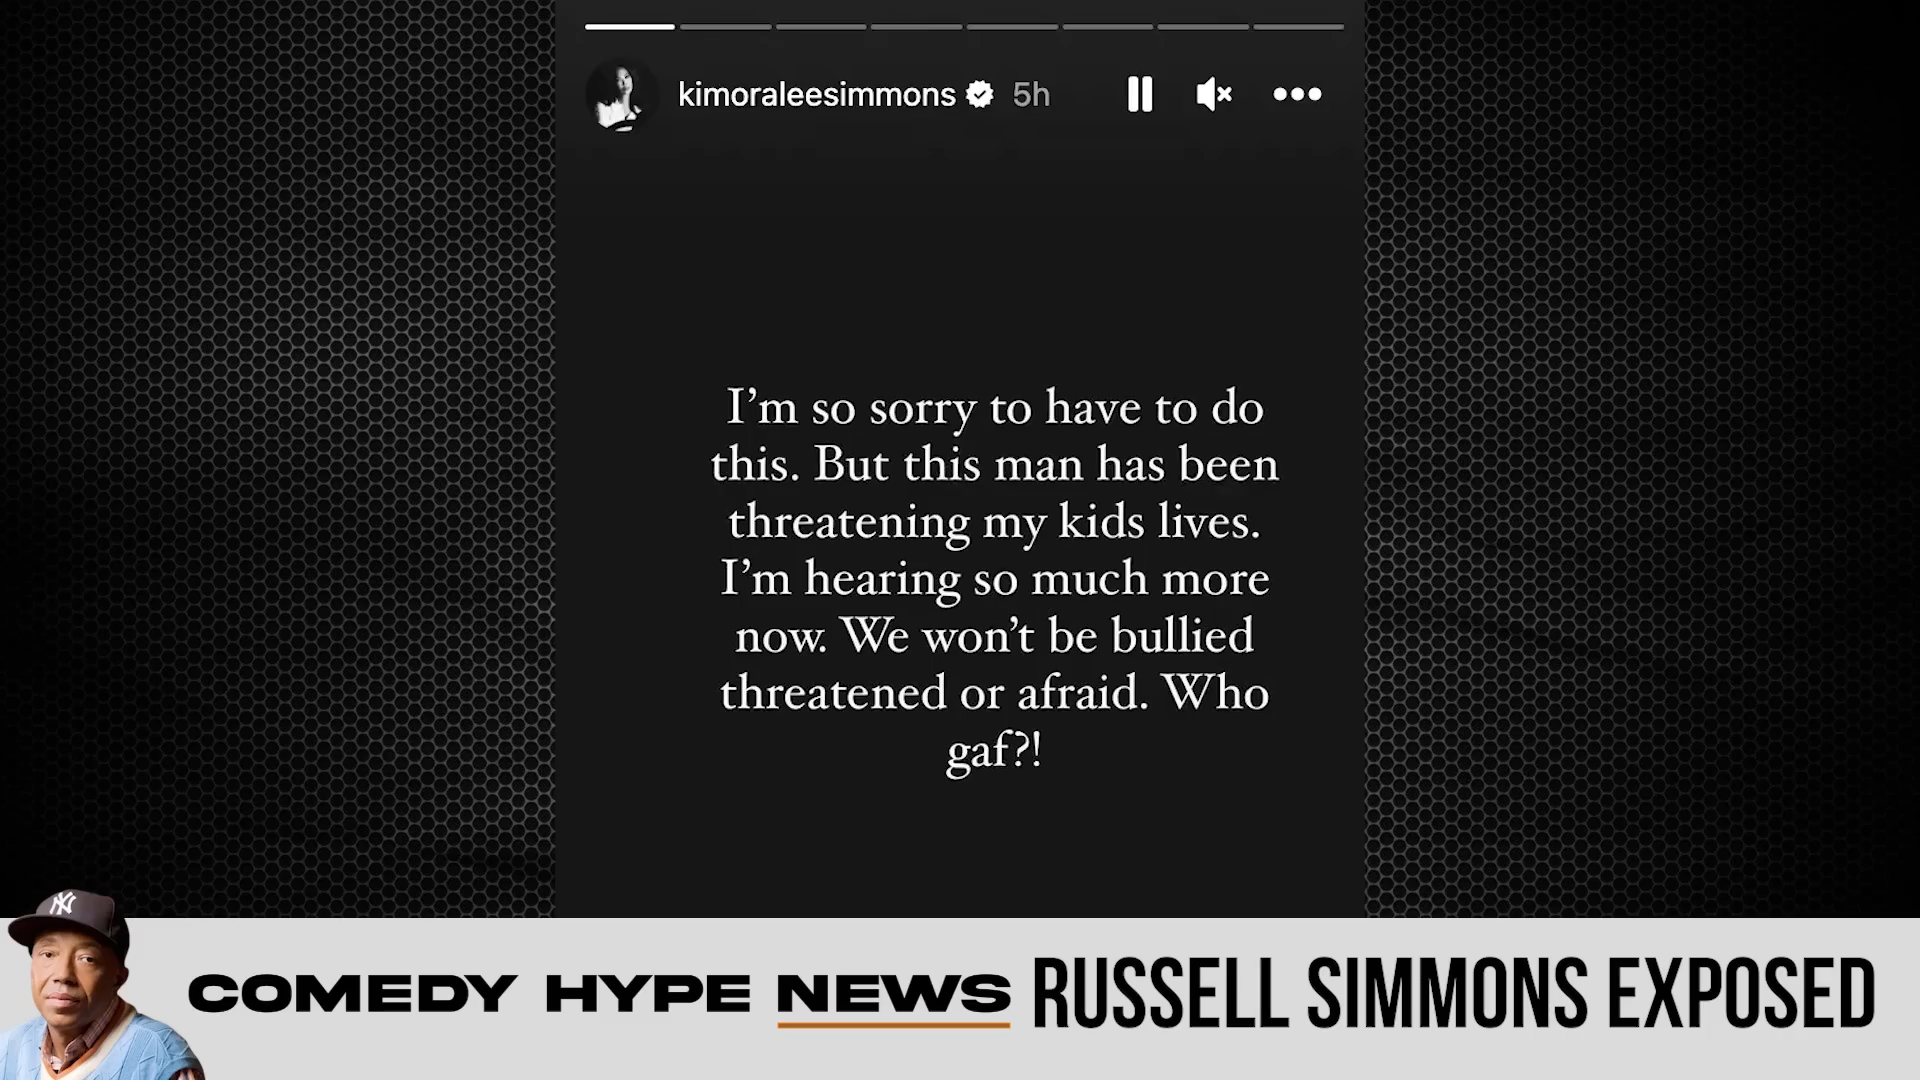 kimoraleesimmons 5h
I'm so sorry to have to do
this. But this man has been
threatening my kids lives.
I'm hearing so much more
now. We won't be bullied
threatened or afraid. Who
gaf?!
NY
COMEDY HYPE NEWS RUSSELL SIMMONS EXPOSED